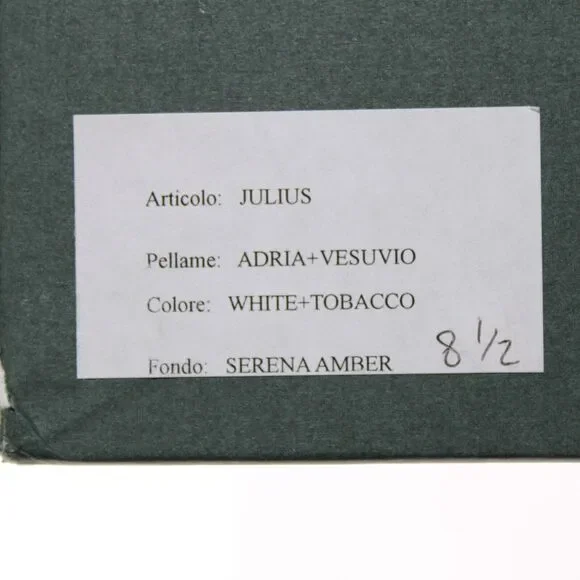 Articolo: JULIUS
Pellame: ADRIA+VESUVIO
Colore: WHITE+TOBACCO
Fondo: SERENA AMBER
8 1/2